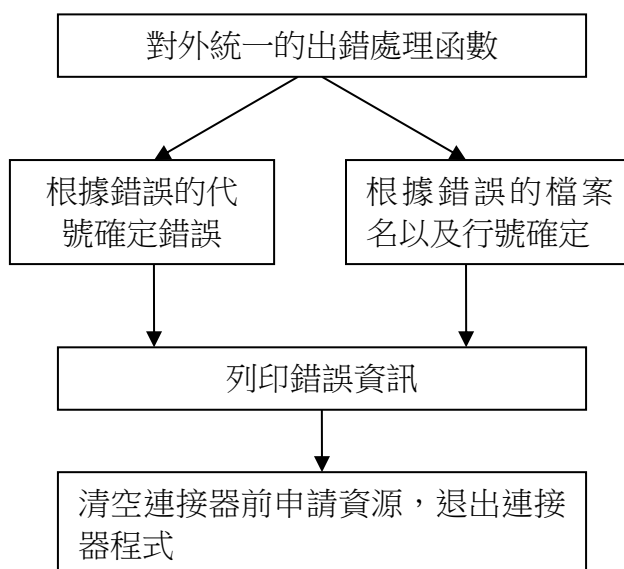 對外統一的出錯處理函數
根據錯誤的代
號確定錯誤
根據錯誤的檔案
名以及行號確定
列印錯誤資訊
清空連接器前申請資源，退出連接
器程式